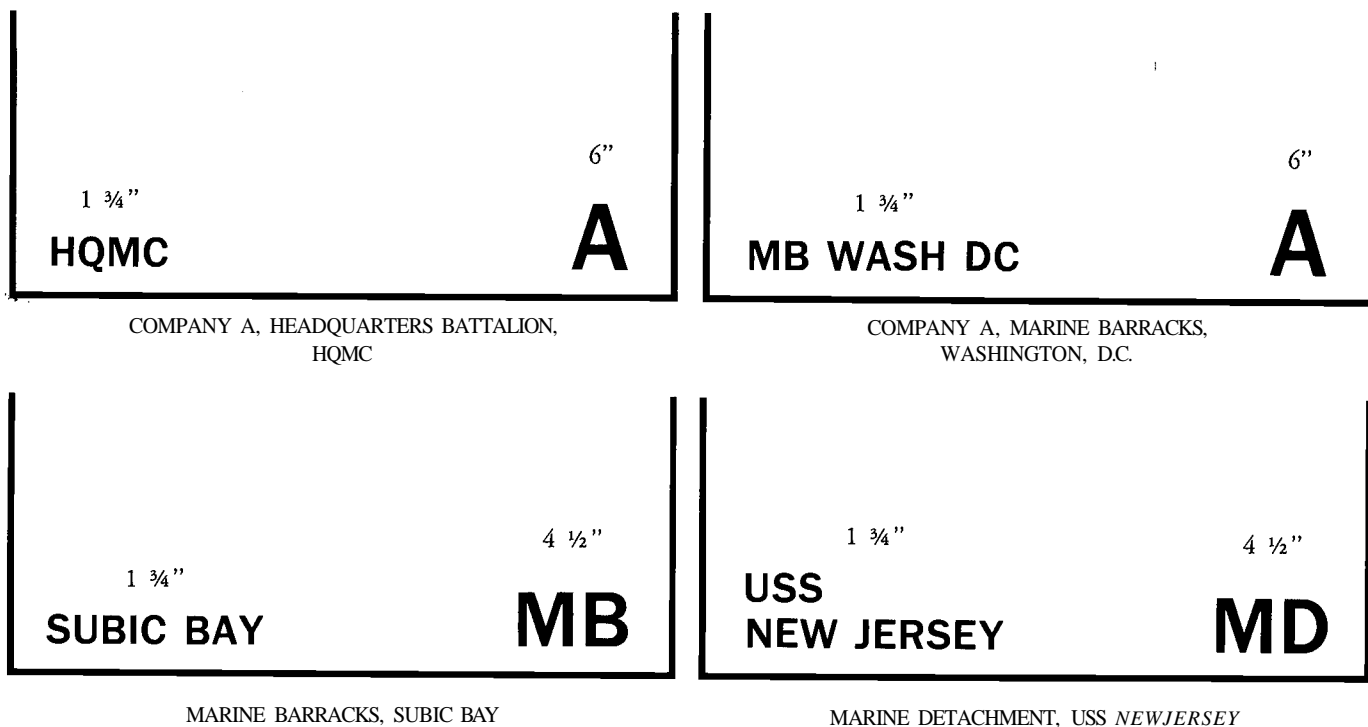 6”
1 ¾”
HQMC A
COMPANY A, HEADQUARTERS BATTALION,
HQMC
6”
1 ¾”
MB WASH DC A
COMPANY A, MARINE BARRACKS,
WASHINGTON, D.C.
4 ½”
1 ¾”
SUBIC BAY MB
MARINE BARRACKS, SUBIC BAY
1 ¾” 4 ½”
USS
NEW JERSEY MD
MARINE DETACHMENT, USS NEWJERSEY